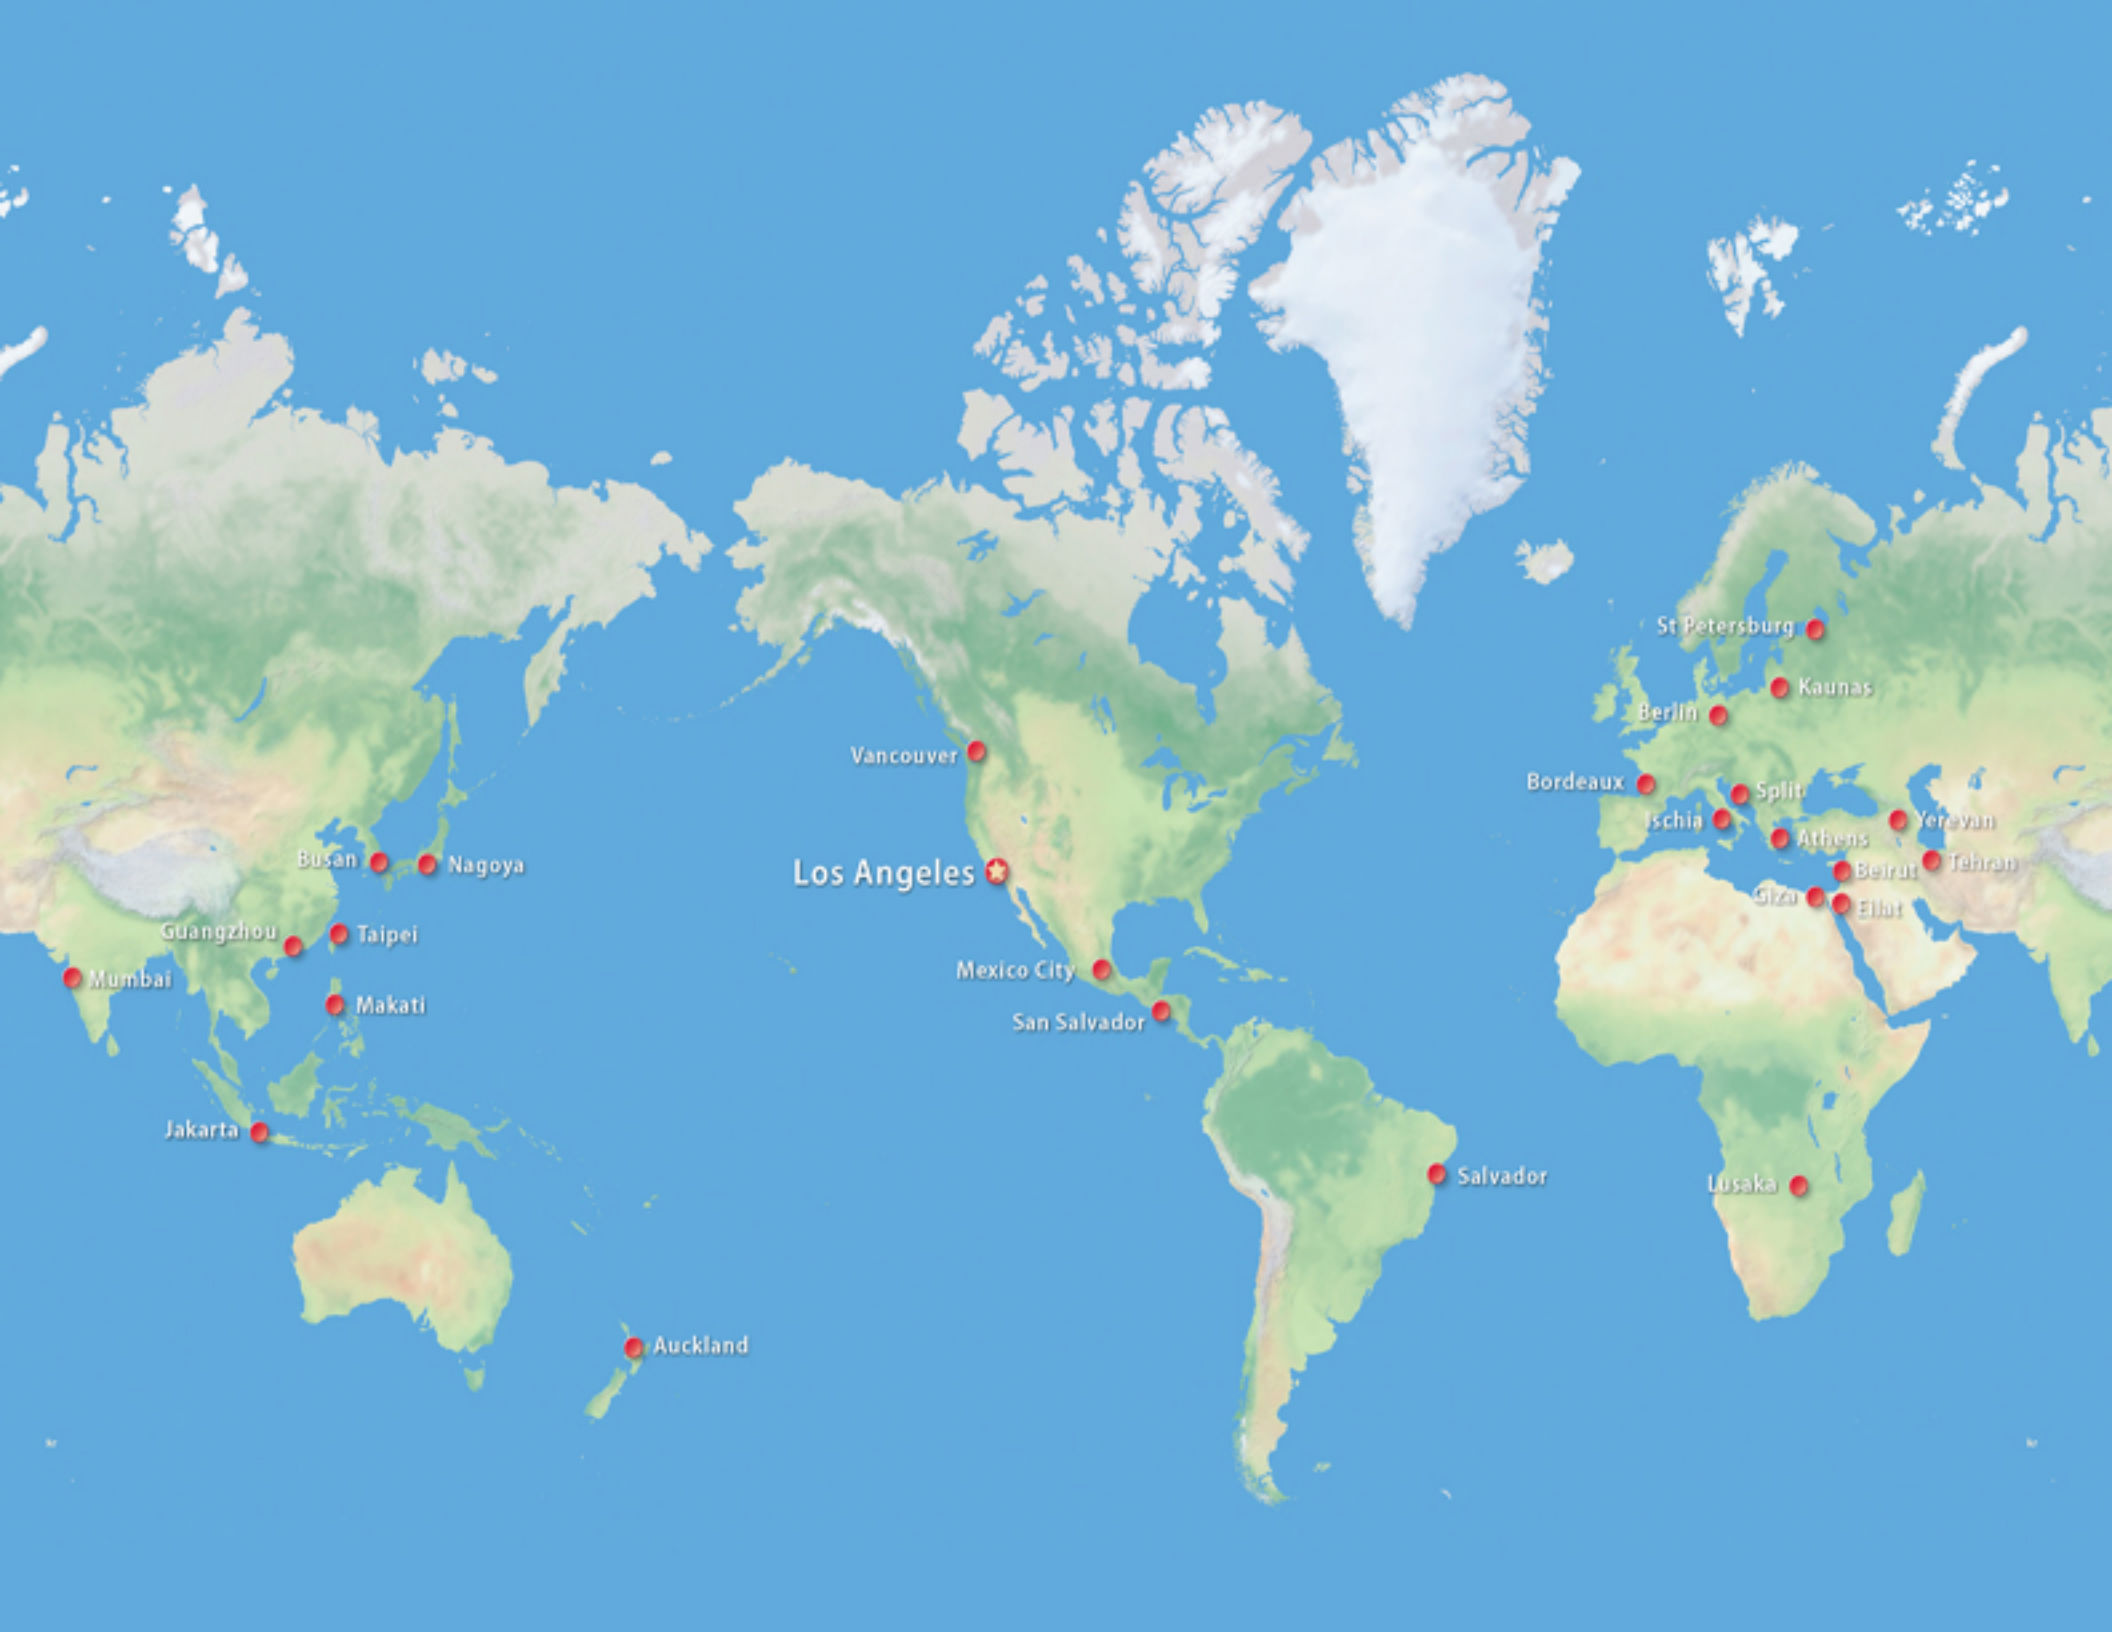 St Petersburg
Kaunas
Berlin
Vancouver
Bordeaux
Split
Ischia
Yerevan
Athens
Busan
Nagoya
Los Angeles
Beirut
Tehran
Giza
Eilat
Guangzhou
Taipei
Mumbai
Mexico City
Makati
San Salvador
Jakarta
Salvador
Lusaka
Auckland